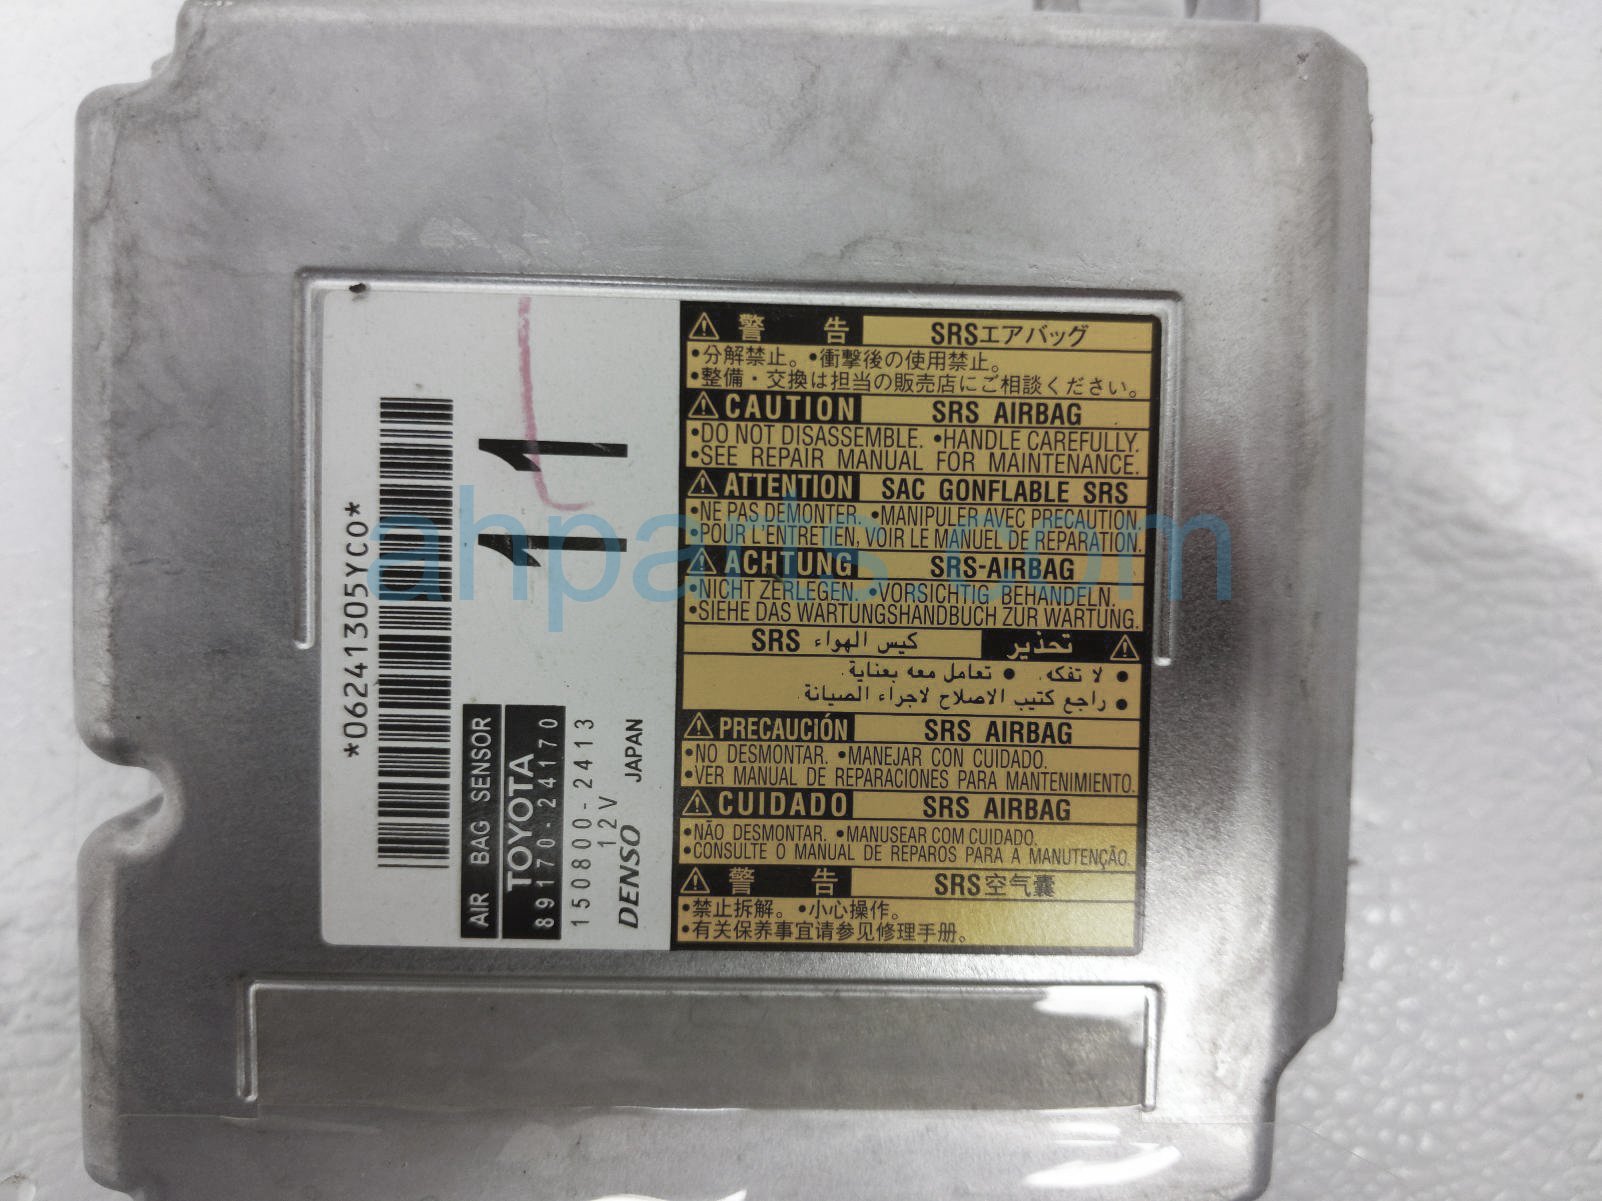 *06241305YC0*
11
AIR BAG SENSOR
TOYOTA
89170-24170
150800-2413
12V
DENSO JAPAN
警 告 SRSエアバッグ
•分解禁止。 •衝撃後の使用禁止。
•整備・交換は担当の販売店にご相談ください。
CAUTION SRS AIRBAG
•DO NOT DISASSEMBLE. •HANDLE CAREFULLY.
•SEE REPAIR MANUAL FOR MAINTENANCE.
ATTENTION SAC GONFLABLE SRS
•NE PAS DEMONTER. •MANIPULER AVEC PRECAUTION.
•POUR L'ENTRETIEN, VOIR LE MANUEL DE REPARATION.
ACHTUNG SRS-AIRBAG
•NICHT ZERLEGEN. •VORSICHTIG BEHANDELN.
•SIEHE DAS WARTUNGSHANDBUCH ZUR WARTUNG.
تحذير كيس الهواء SRS
• لا تفكه. • تعامل معه بعناية.
• راجع كتيب الاصلاح لاجراء الصيانة.
PRECAUCIÓN SRS AIRBAG
•NO DESMONTAR. •MANEJAR CON CUIDADO.
•VER MANUAL DE REPARACIONES PARA MANTENIMIENTO.
CUIDADO SRS AIRBAG
•NÃO DESMONTAR. •MANUSEAR COM CUIDADO.
•CONSULTE O MANUAL DE REPAROS PARA A MANUTENÇÃO.
警 告 SRS空气囊
•禁止拆解。 •小心操作。
•有关保养事宜请参见修理手册。
ahparts.com